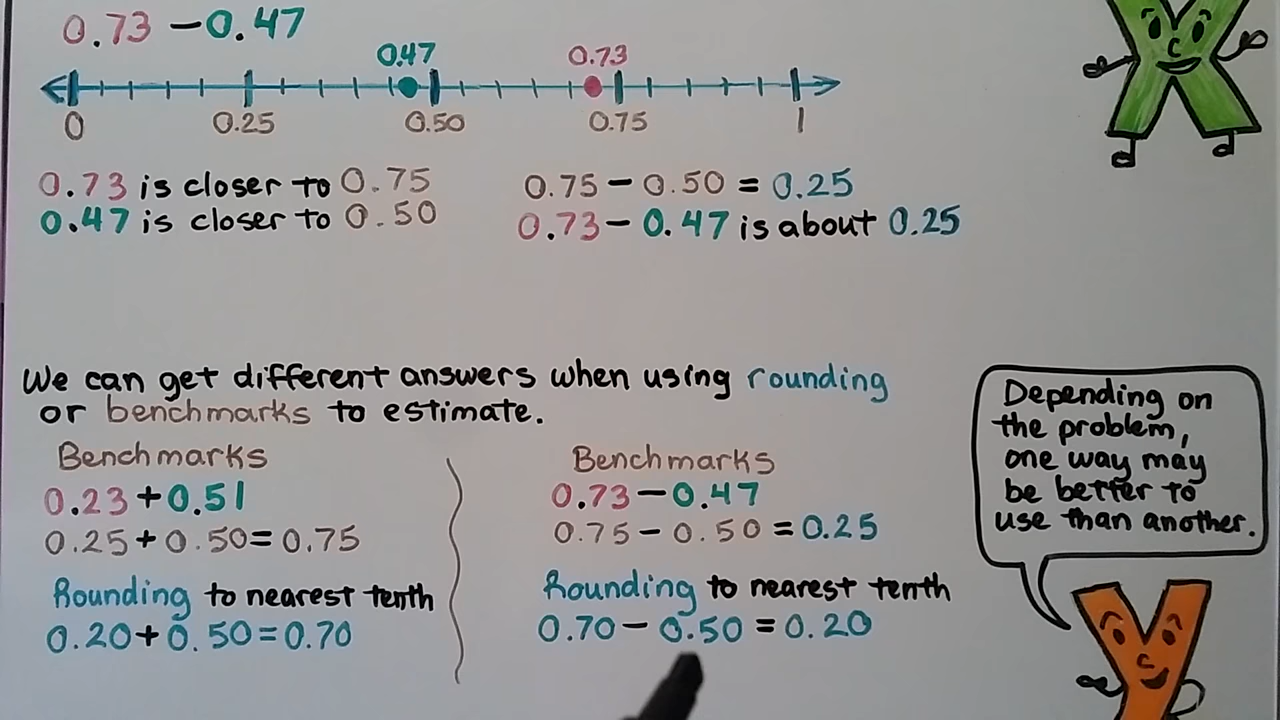 0.73 - 0.47
0.47 0.73
0 0.25 0.50 0.75 1
0.73 is closer to 0.75
0.47 is closer to 0.50
0.75 - 0.50 = 0.25
0.73 - 0.47 is about 0.25
We can get different answers when using rounding
or benchmarks to estimate.
Benchmarks
0.23 + 0.51
0.25 + 0.50 = 0.75
Rounding to nearest tenth
0.20 + 0.50 = 0.70
Benchmarks
0.73 - 0.47
0.75 - 0.50 = 0.25
Rounding to nearest tenth
0.70 - 0.50 = 0.20
Depending on
the problem,
one way may
be better to
use than another.